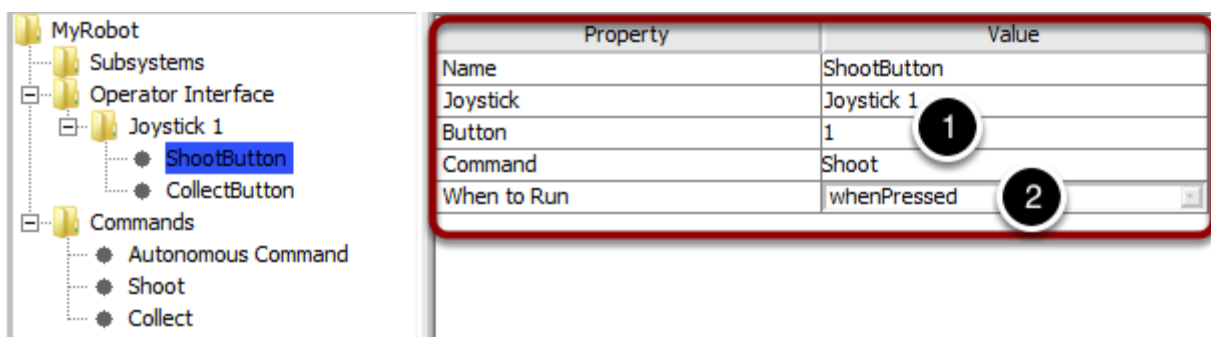 MyRobot
Subsystems
Operator Interface
Joystick 1
ShootButton
CollectButton
Commands
Autonomous Command
Shoot
Collect
Property Value
Name ShootButton
Joystick Joystick 1
Button 1
Command Shoot
When to Run whenPressed
1
2